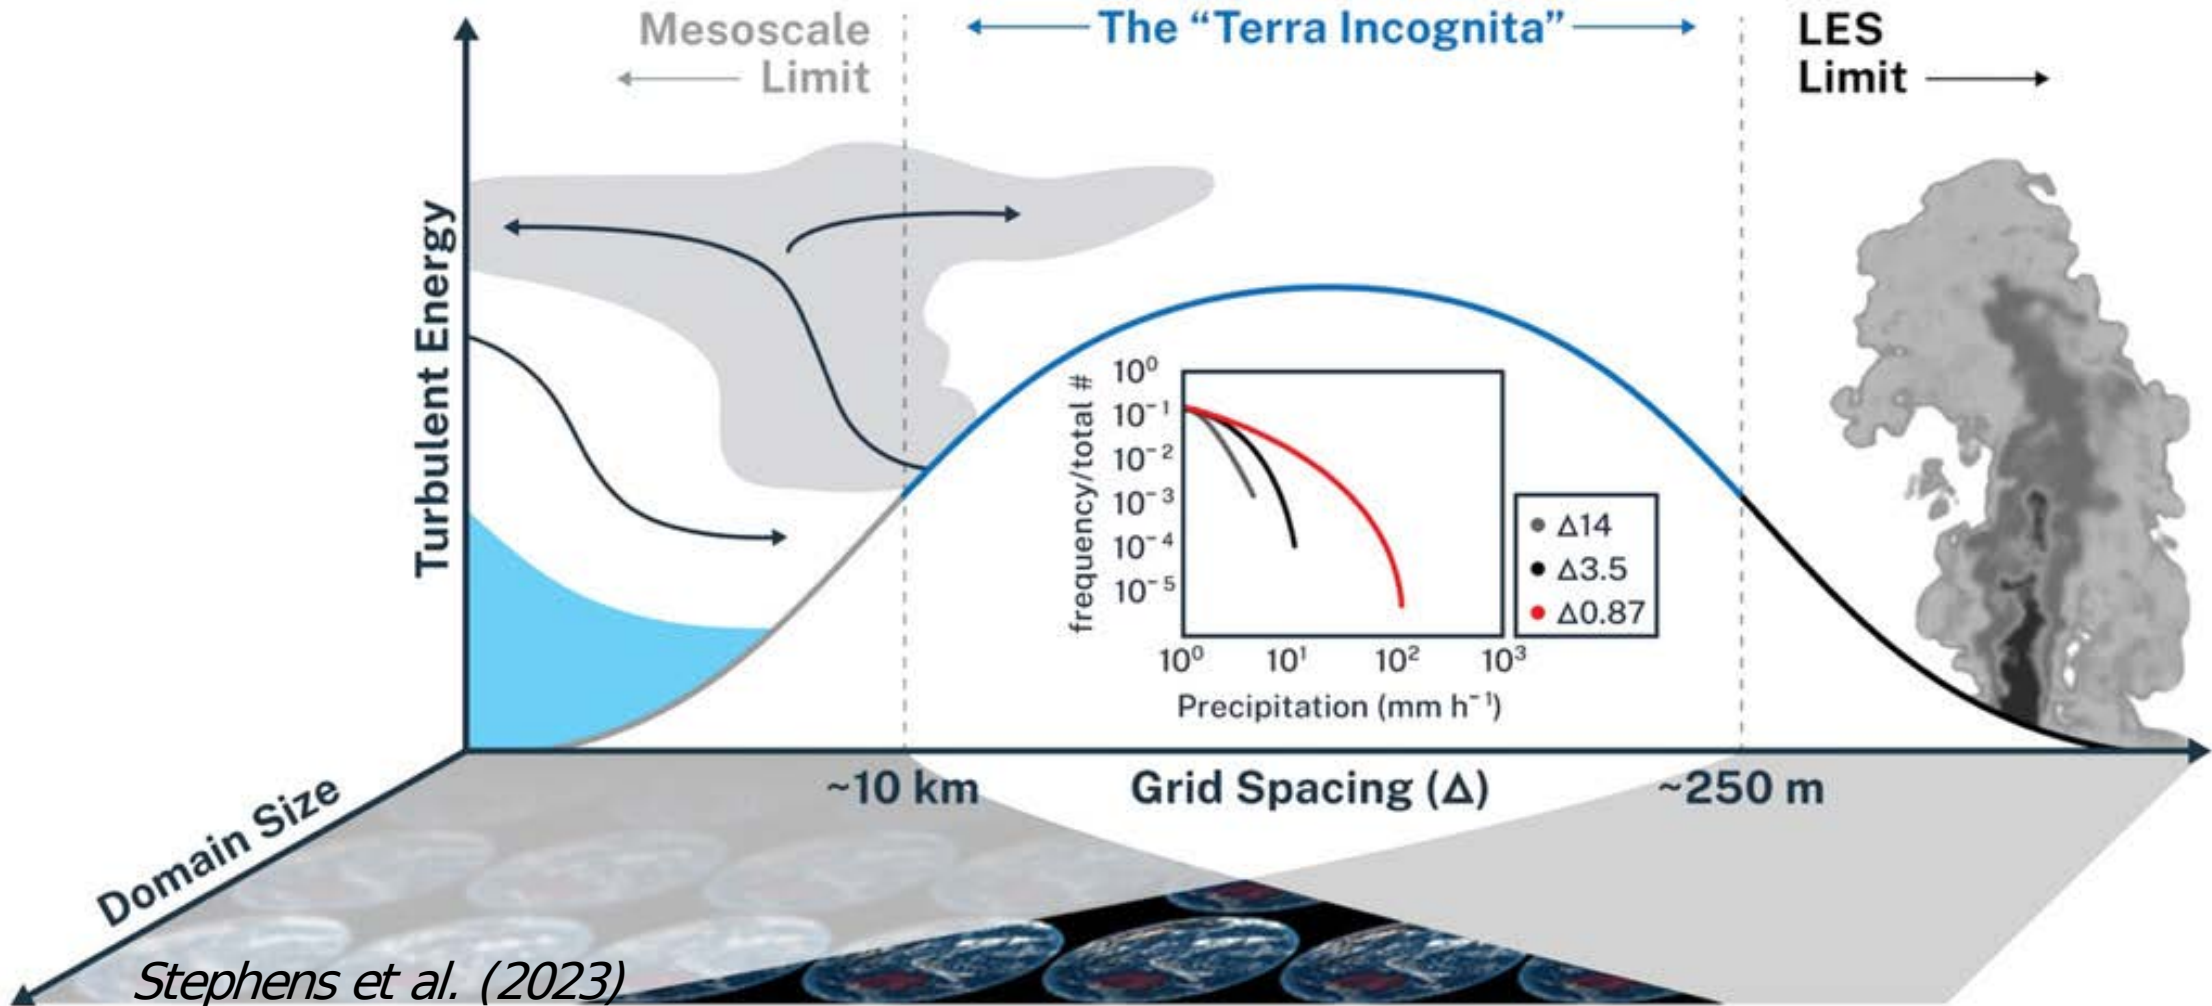 Mesoscale
Limit
The “Terra Incognita”
LES
Limit
Turbulent Energy
frequency/total #
10⁰
10⁻¹
10⁻²
10⁻³
10⁻⁴
10⁻⁵
10⁰ 10¹ 10² 10³
Precipitation (mm h⁻¹)
Δ14
Δ3.5
Δ0.87
~10 km
Grid Spacing (Δ)
~250 m
Domain Size
Stephens et al. (2023)